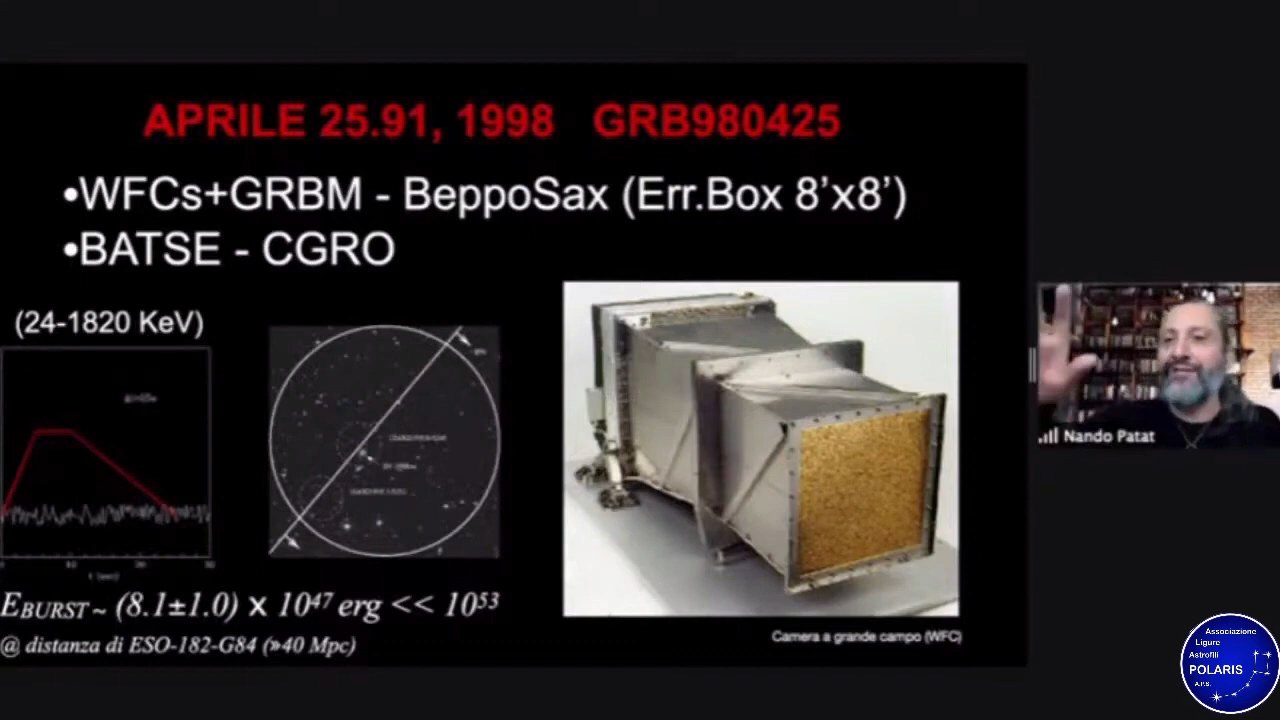 APRILE 25.91, 1998 GRB980425
•WFCs+GRBM - BeppoSax (Err.Box 8’x8’)
•BATSE - CGRO
(24-1820 KeV)
EBURST ~ (8.1±1.0) x 10⁴⁷ erg << 10⁵³
@ distanza di ESO-182-G84 (»40 Mpc)
Camera a grande campo (WFC)
Nando Patat
Associazione
Ligure
Astrofili
POLARIS
A.P.S.